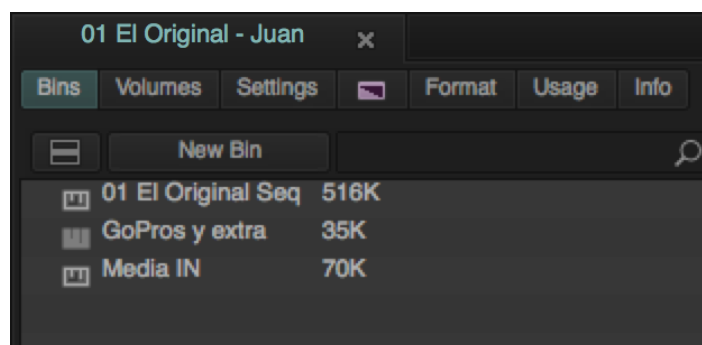 01 El Original - Juan
Bins Volumes Settings Format Usage Info
New Bin
01 El Original Seq 516K
GoPros y extra 35K
Media IN 70K